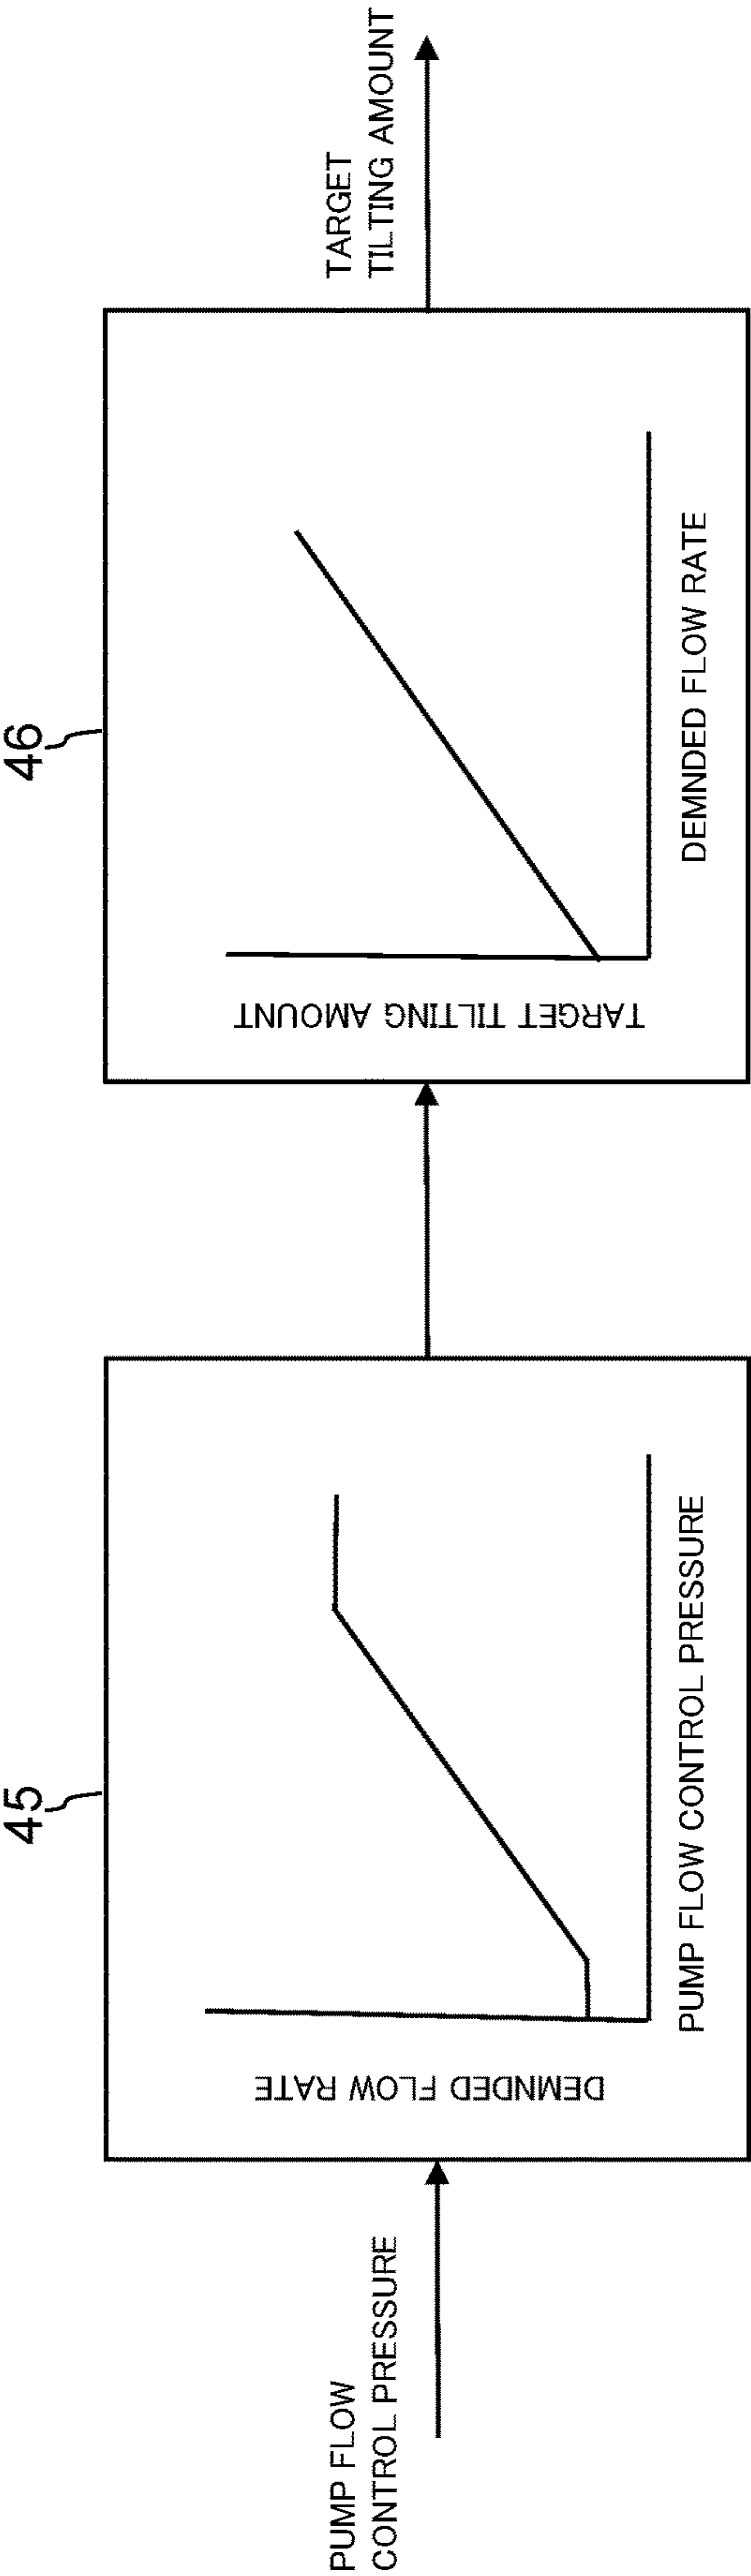 45
46
PUMP FLOW
CONTROL PRESSURE
DEMNDED FLOW RATE
PUMP FLOW CONTROL PRESSURE
TARGET TILTING AMOUNT
DEMNDED FLOW RATE
TARGET
TILTING AMOUNT